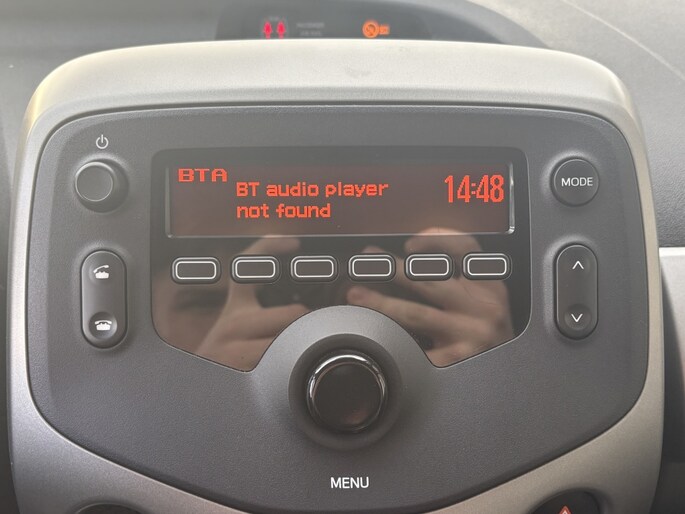 BTA
BT audio player
not found
14:48
MODE
MENU